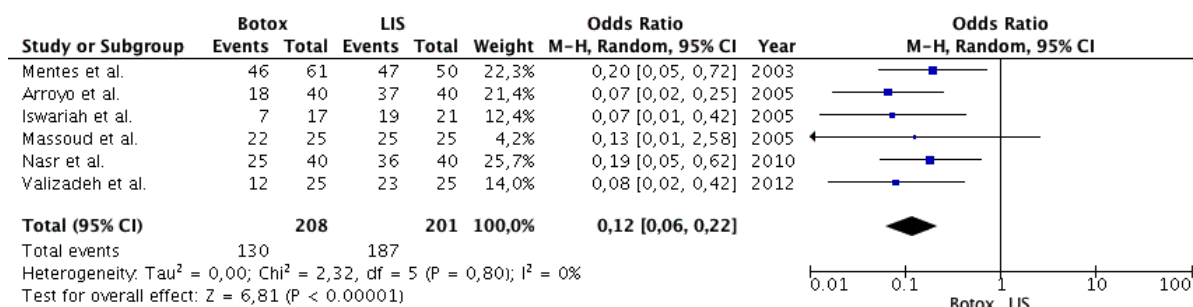 Botox LIS Odds Ratio Odds Ratio
Study or Subgroup Events Total Events Total Weight M-H, Random, 95% CI Year M-H, Random, 95% CI
Mentes et al. 46 61 47 50 22,3% 0,20 [0,05, 0,72] 2003
Arroyo et al. 18 40 37 40 21,4% 0,07 [0,02, 0,25] 2005
Iswariah et al. 7 17 19 21 12,4% 0,07 [0,01, 0,42] 2005
Massoud et al. 22 25 25 25 4,2% 0,13 [0,01, 2,58] 2005
Nasr et al. 25 40 36 40 25,7% 0,19 [0,05, 0,62] 2010
Valizadeh et al. 12 25 23 25 14,0% 0,08 [0,02, 0,42] 2012
Total (95% CI) 208 201 100,0% 0,12 [0,06, 0,22]
Total events 130 187
Heterogeneity: Tau² = 0,00; Chi² = 2,32, df = 5 (P = 0,80); I² = 0%
Test for overall effect: Z = 6,81 (P < 0.00001)
0.01 0.1 1 10 100
Botox LIS